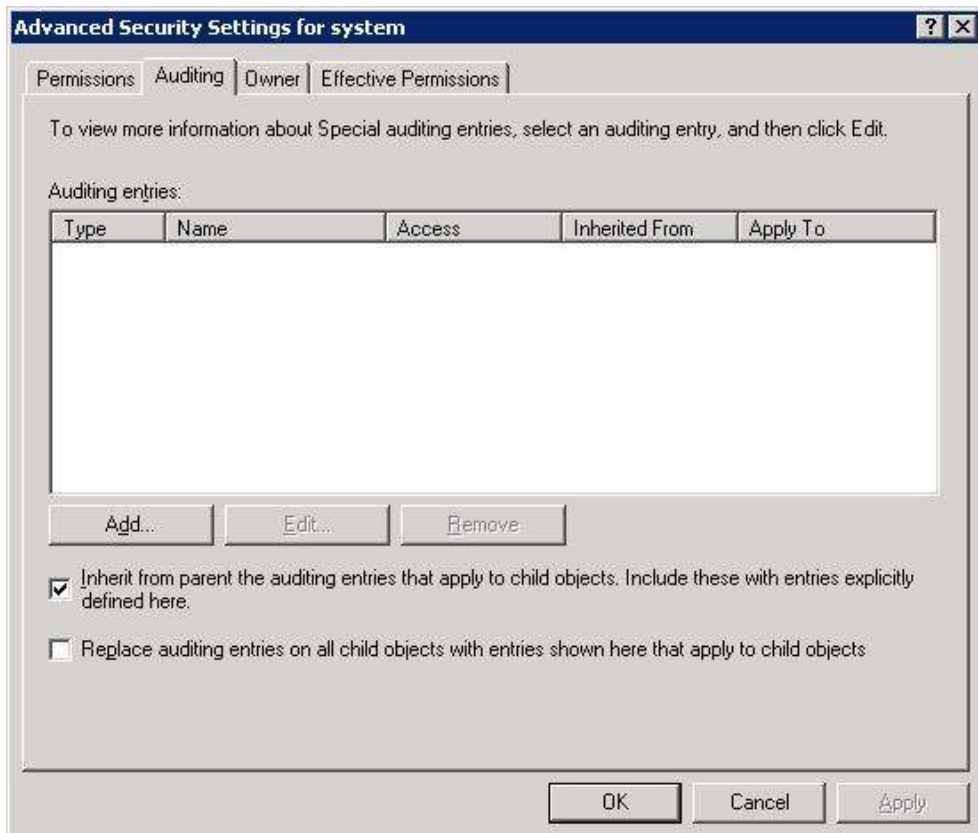 Advanced Security Settings for system
Permissions Auditing Owner Effective Permissions
To view more information about Special auditing entries, select an auditing entry, and then click Edit.
Auditing entries:
Type Name Access Inherited From Apply To
Add... Edit... Remove
Inherit from parent the auditing entries that apply to child objects. Include these with entries explicitly
defined here.
Replace auditing entries on all child objects with entries shown here that apply to child objects
OK Cancel Apply